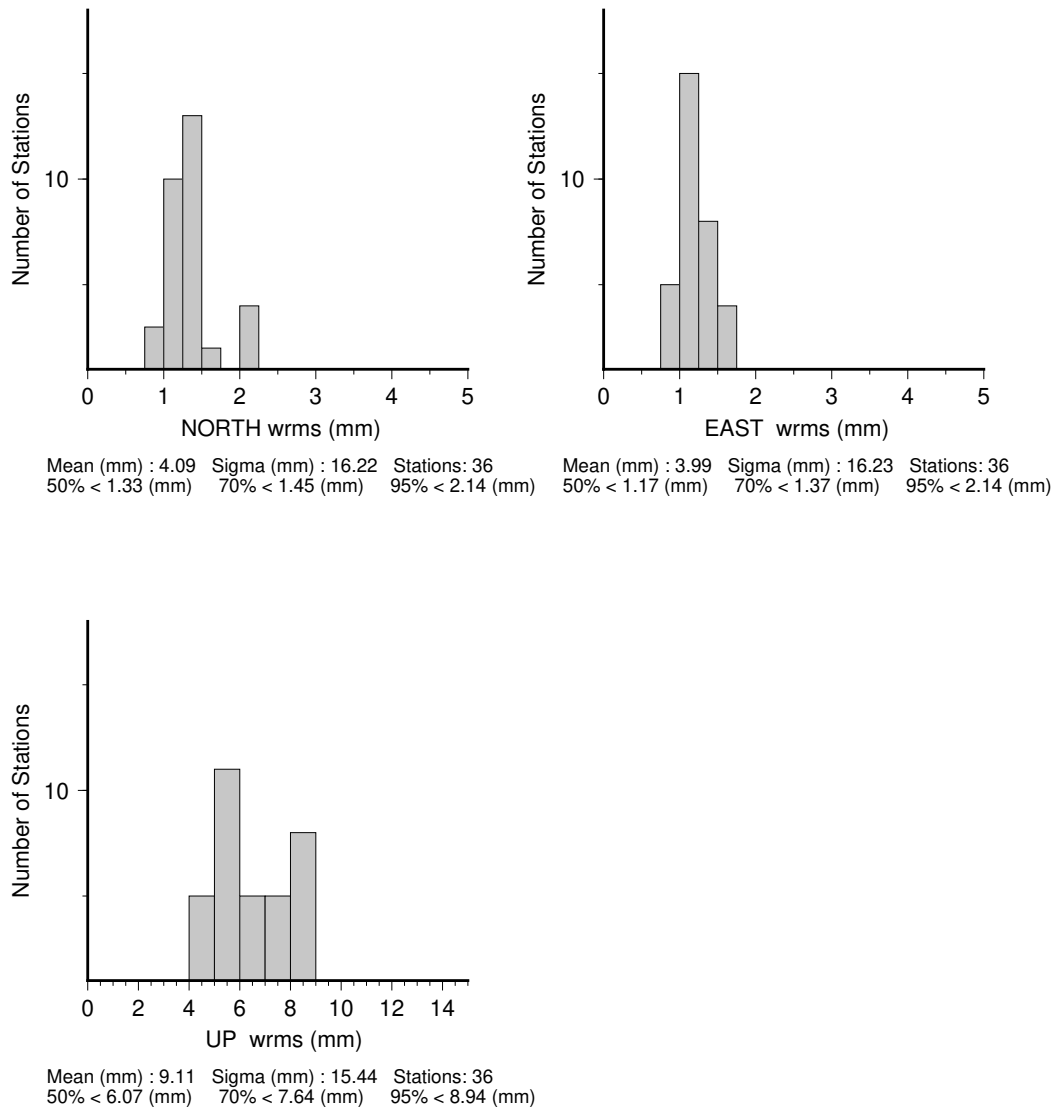 Number of Stations
10
0 1 2 3 4 5
NORTH wrms (mm)
Mean (mm) : 4.09 Sigma (mm) : 16.22 Stations: 36
50% < 1.33 (mm) 70% < 1.45 (mm) 95% < 2.14 (mm)
Number of Stations
10
0 1 2 3 4 5
EAST wrms (mm)
Mean (mm) : 3.99 Sigma (mm) : 16.23 Stations: 36
50% < 1.17 (mm) 70% < 1.37 (mm) 95% < 2.14 (mm)
Number of Stations
10
0 2 4 6 8 10 12 14
UP wrms (mm)
Mean (mm) : 9.11 Sigma (mm) : 15.44 Stations: 36
50% < 6.07 (mm) 70% < 7.64 (mm) 95% < 8.94 (mm)